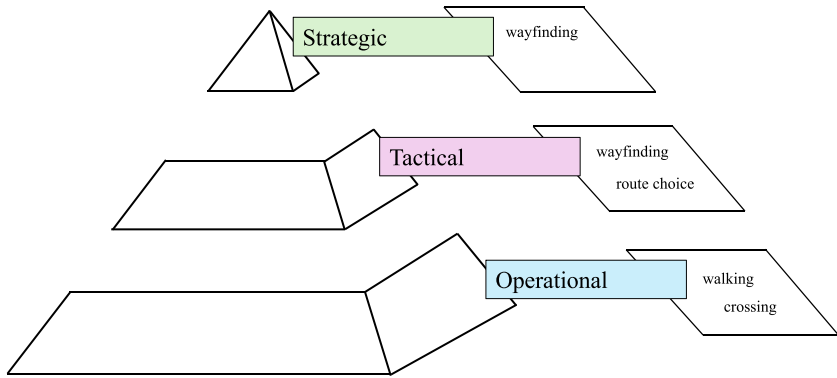 Strategic
wayfinding
Tactical
wayfinding
route choice
Operational
walking
crossing